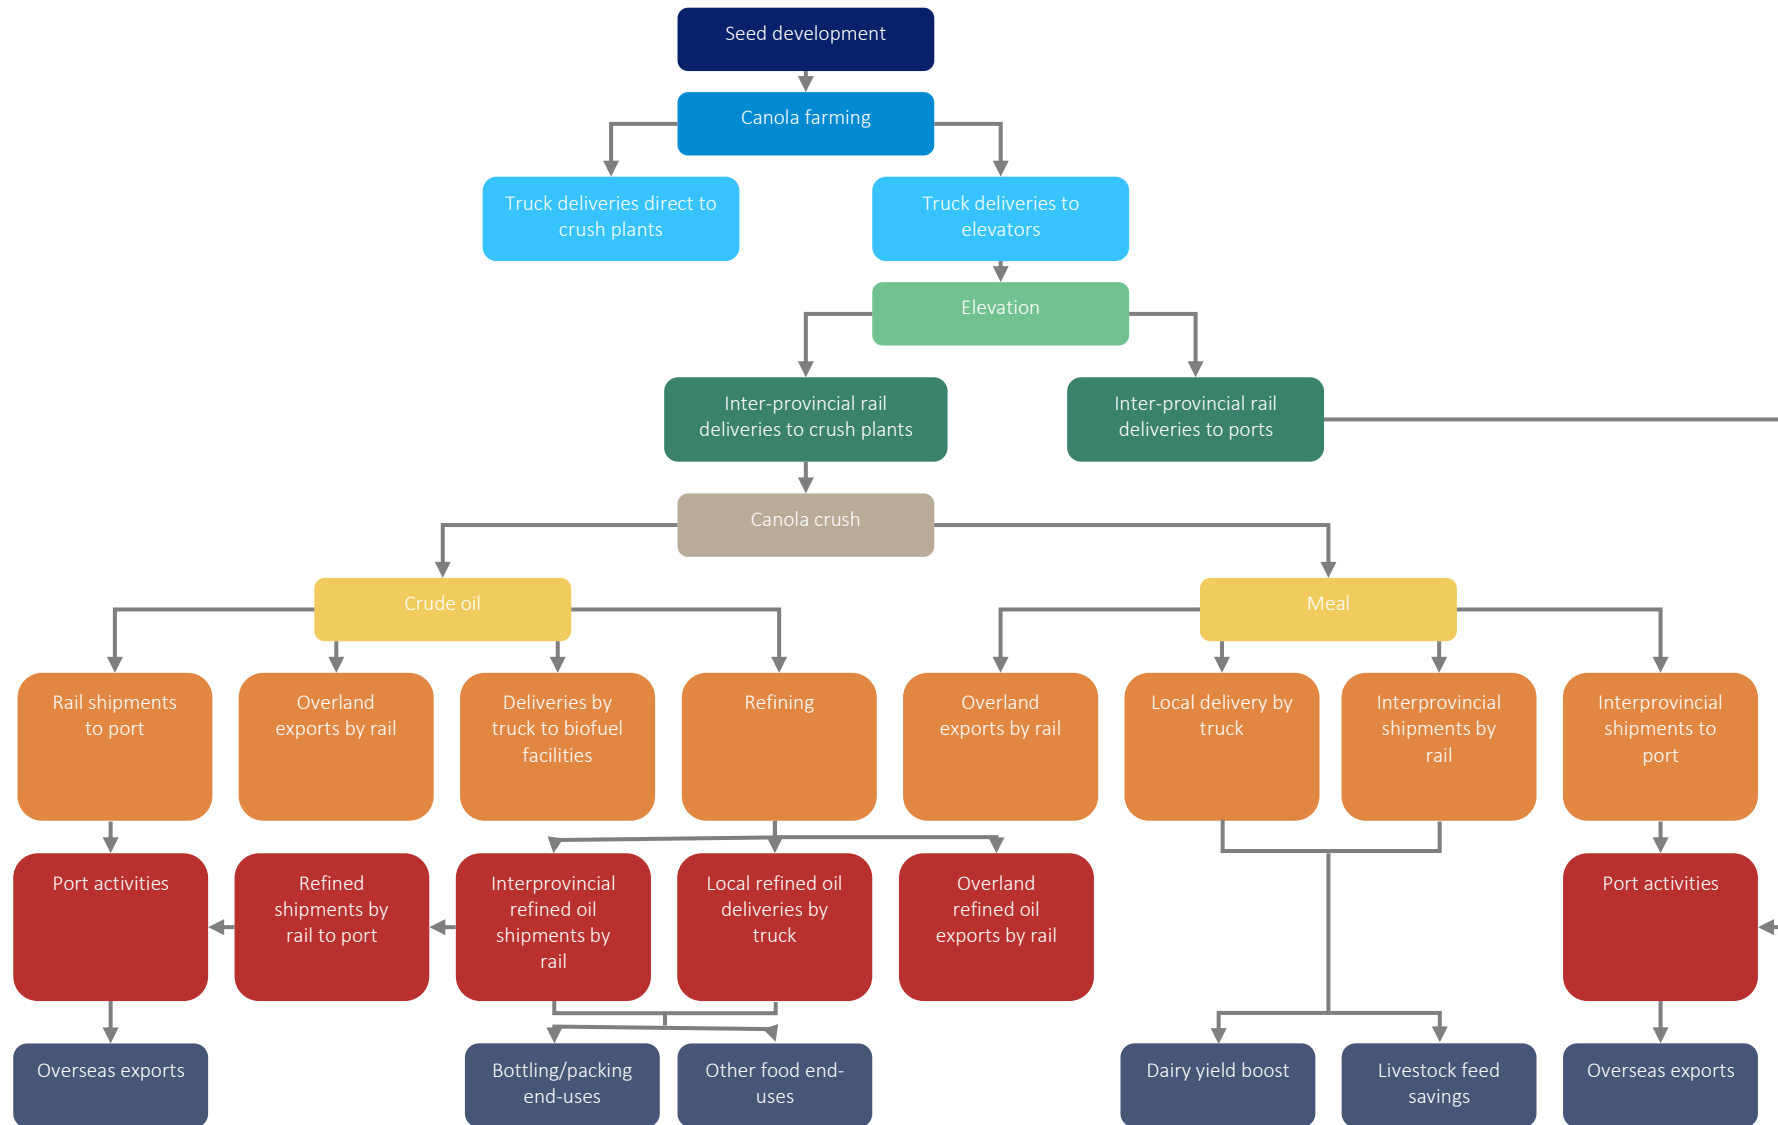 Seed development
Canola farming
Truck deliveries direct to
crush plants
Truck deliveries to
elevators
Elevation
Inter-provincial rail
deliveries to crush plants
Inter-provincial rail
deliveries to ports
Canola crush
Crude oil
Meal
Rail shipments
to port
Overland
exports by rail
Deliveries by
truck to biofuel
facilities
Refining
Overland
exports by rail
Local delivery by
truck
Interprovincial
shipments by
rail
Interprovincial
shipments to
port
Port activities
Refined
shipments by
rail to port
Interprovincial
refined oil
shipments by
rail
Local refined oil
deliveries by
truck
Overland
refined oil
exports by rail
Port activities
Overseas exports
Bottling/packing
end-uses
Other food end-
uses
Dairy yield boost
Livestock feed
savings
Overseas exports